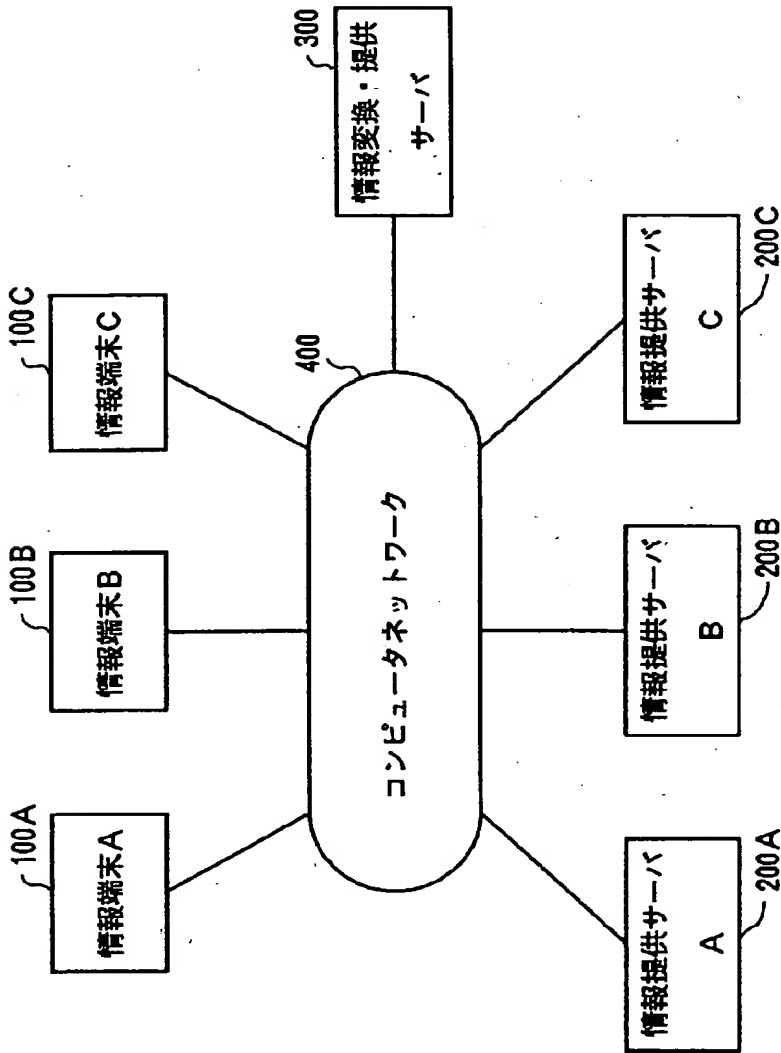 100A
情報端末A
100B
情報端末B
100C
情報端末C
400
コンピュータネットワーク
300
情報変換・提供
サーバ
情報提供サーバ
A
200A
情報提供サーバ
B
200B
情報提供サーバ
C
200C